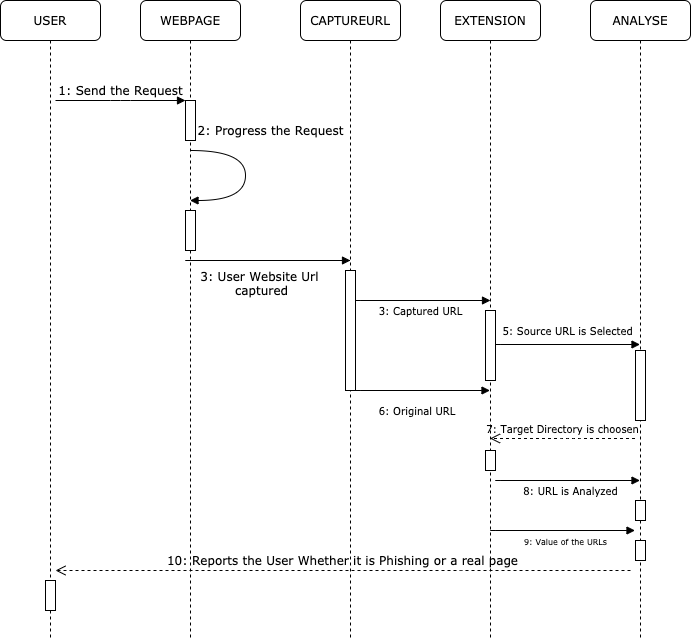 USER
WEBPAGE
CAPTUREURL
EXTENSION
ANALYSE
1: Send the Request
2: Progress the Request
3: User Website Url
captured
3: Captured URL
5: Source URL is Selected
6: Original URL
7: Target Directory is choosen
8: URL is Analyzed
9: Value of the URLs
10: Reports the User Whether it is Phishing or a real page